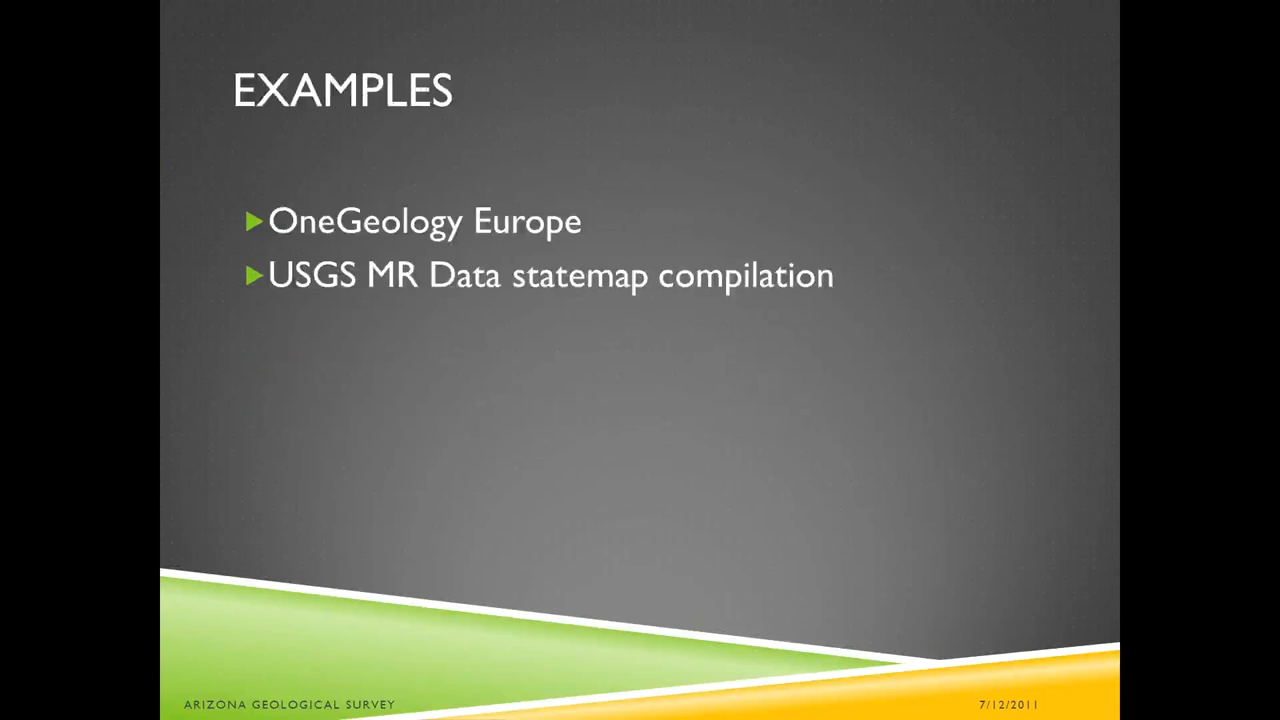 EXAMPLES
OneGeology Europe
USGS MR Data statemap compilation
ARIZONA GEOLOGICAL SURVEY
7/12/2011